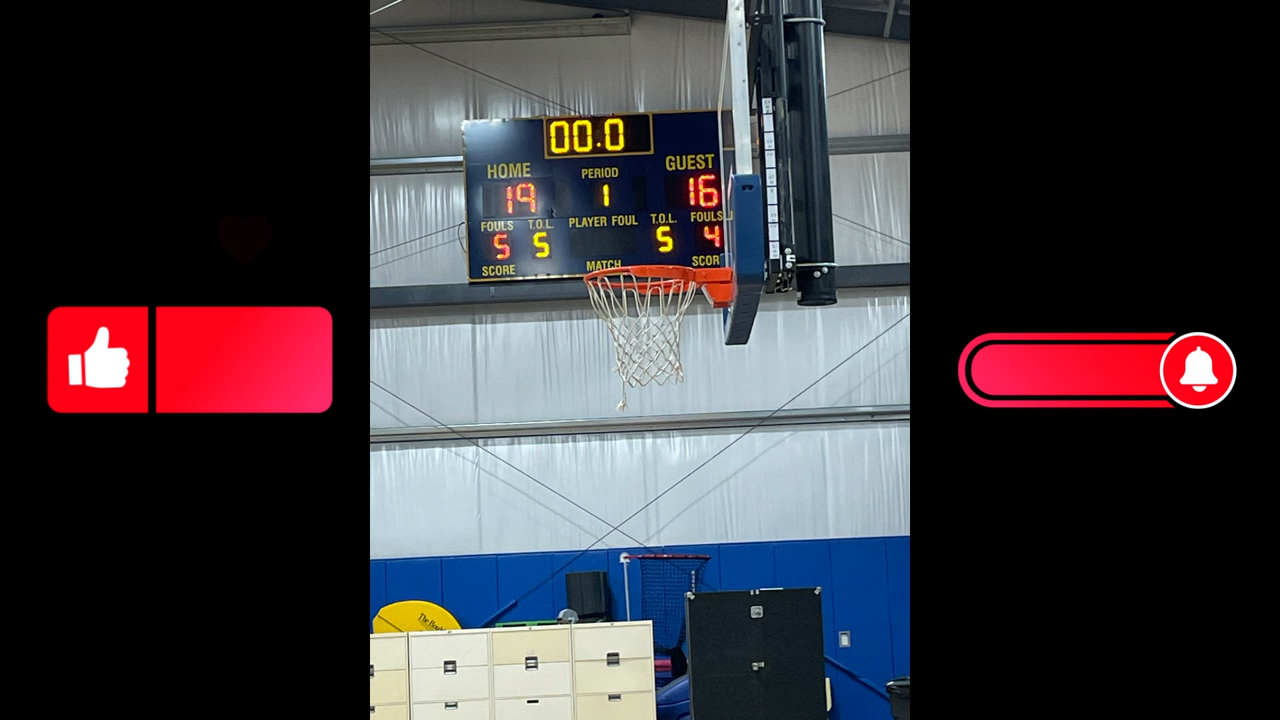 00.0
HOME PERIOD GUEST
19 1 16
FOULS T.O.L. PLAYER FOUL T.O.L. FOULS
5 5 5 4
SCORE MATCH SCOR
The